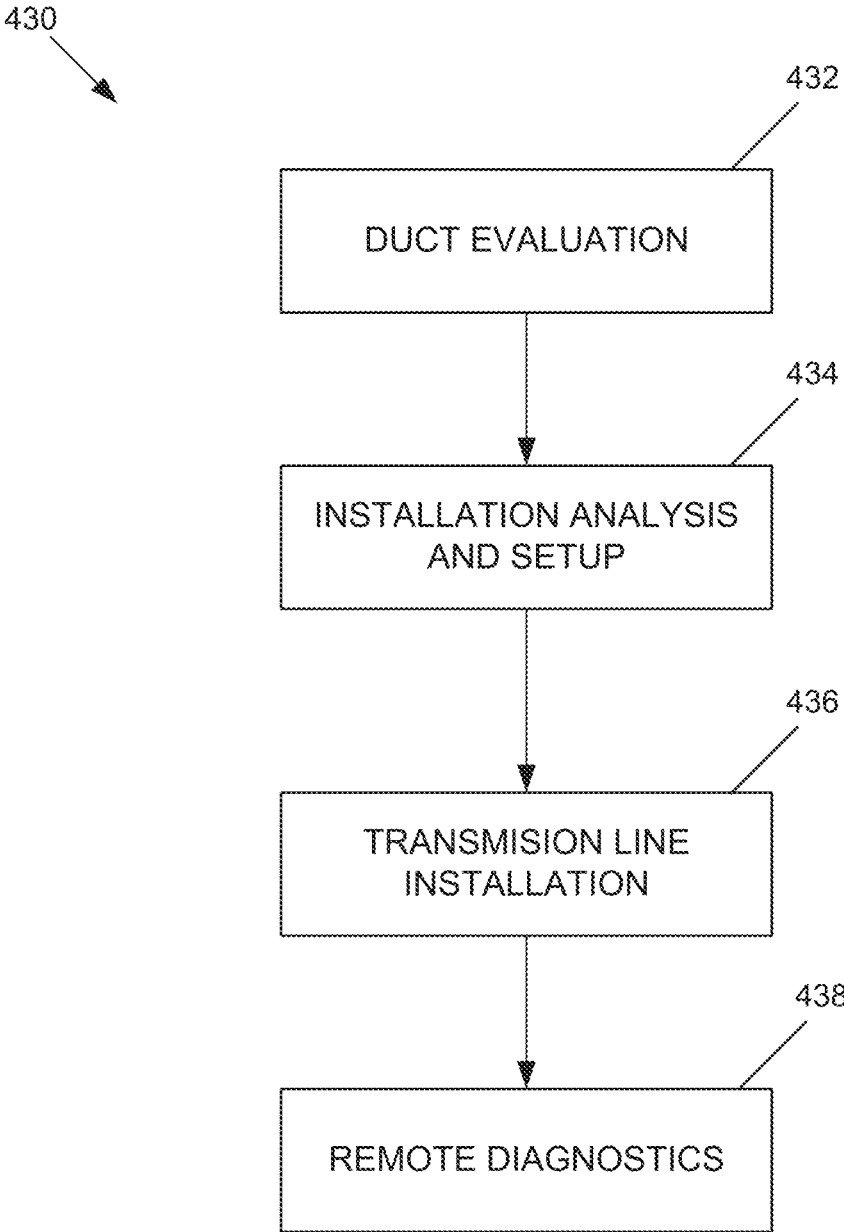 430
432
DUCT EVALUATION
434
INSTALLATION ANALYSIS
AND SETUP
436
TRANSMISION LINE
INSTALLATION
438
REMOTE DIAGNOSTICS